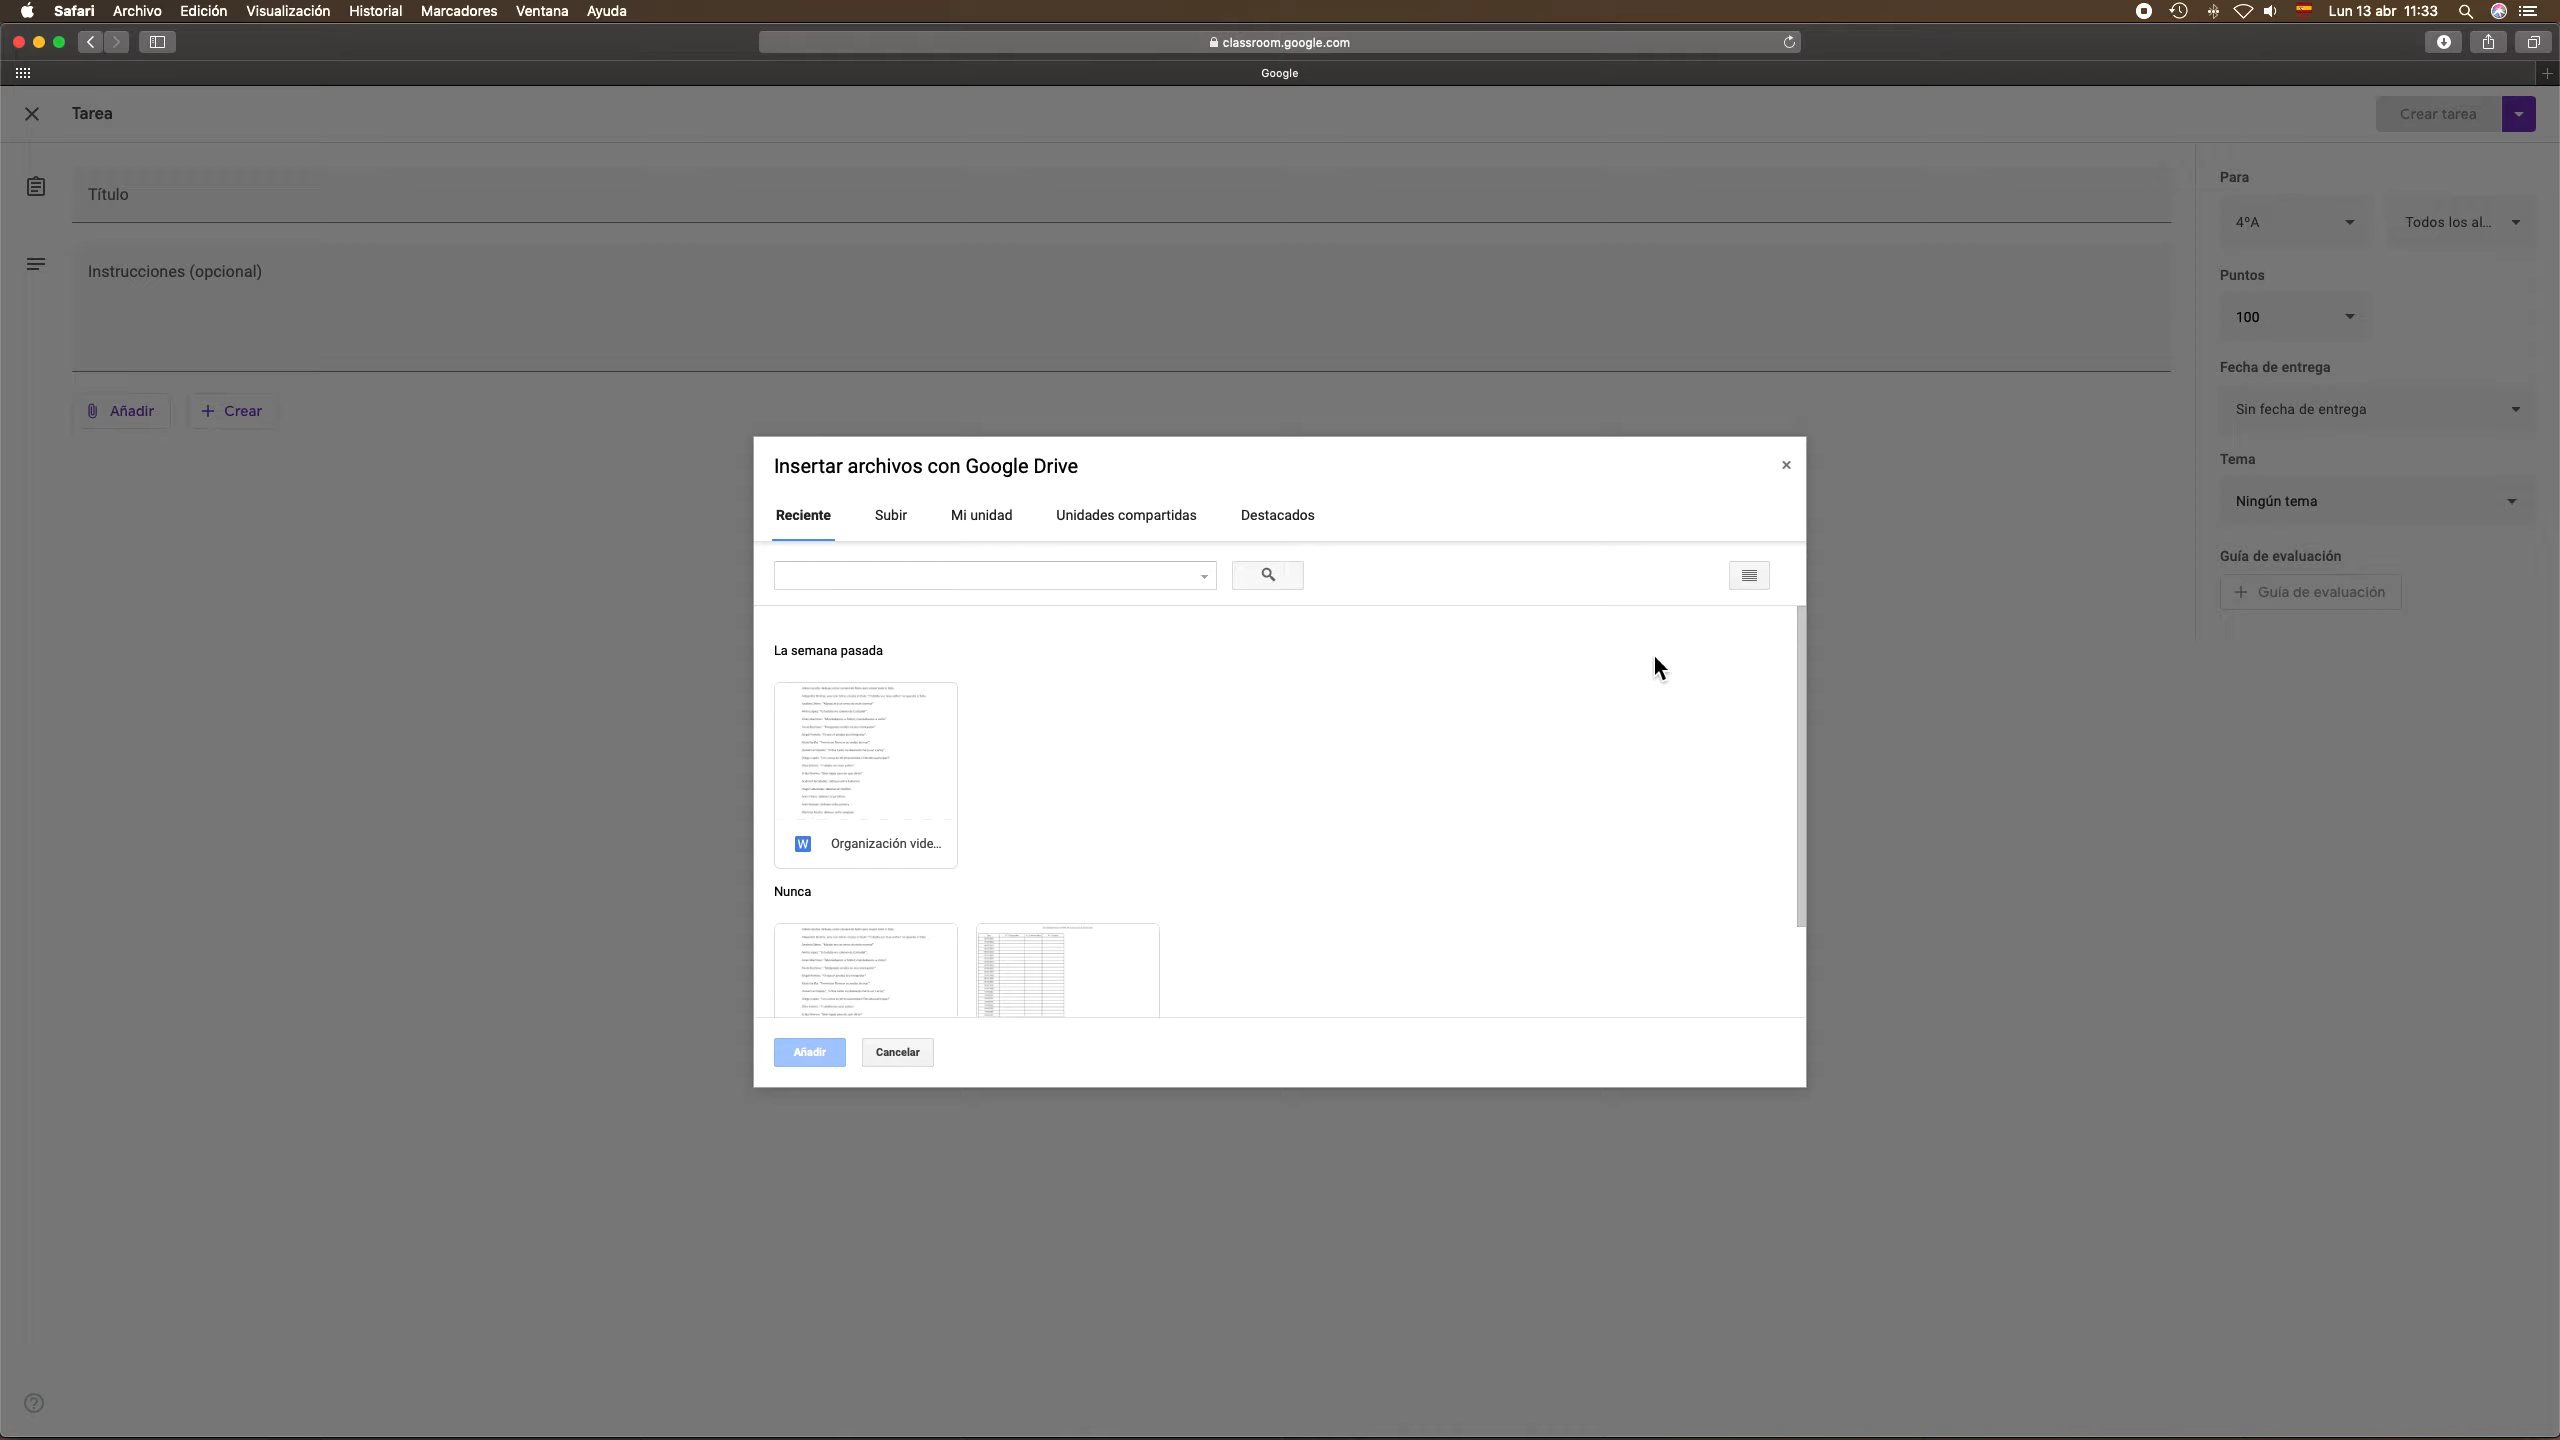 Safari Archivo Edición Visualización Historial Marcadores Ventana Ayuda
Lun 13 abr 11:33
classroom.google.com
Google
Tarea
Crear tarea
Título
Instrucciones (opcional)
Añadir
Crear
Para
4ºA
Todos los al...
Puntos
100
Fecha de entrega
Sin fecha de entrega
Tema
Ningún tema
Guía de evaluación
Guía de evaluación
Insertar archivos con Google Drive
Reciente Subir Mi unidad Unidades compartidas Destacados
La semana pasada
W Organización vide...
Nunca
Añadir
Cancelar